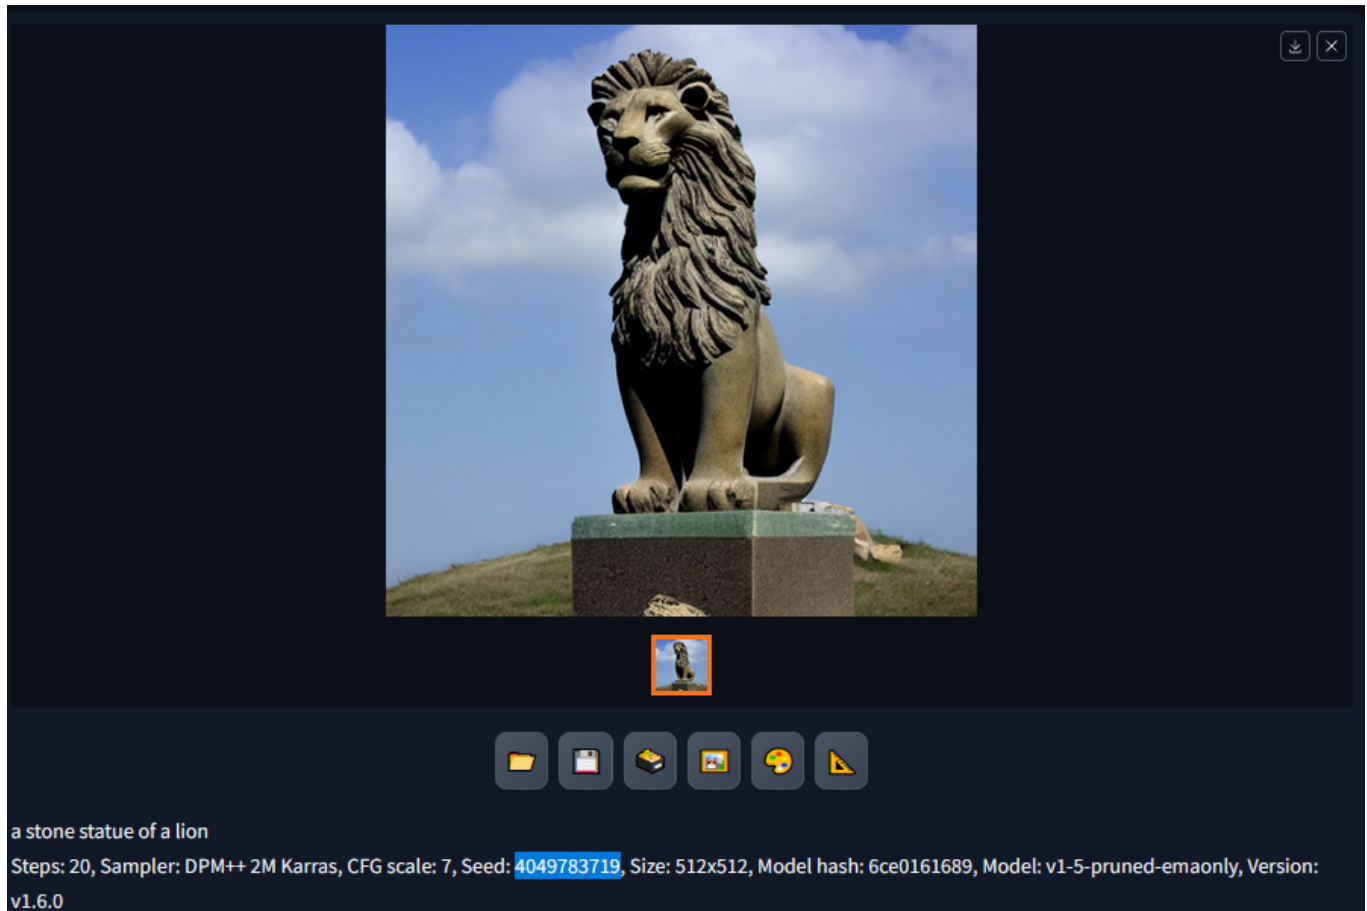 a stone statue of a lion
Steps: 20, Sampler: DPM++ 2M Karras, CFG scale: 7, Seed: 4049783719, Size: 512x512, Model hash: 6ce0161689, Model: v1-5-pruned-emaonly, Version:
v1.6.0